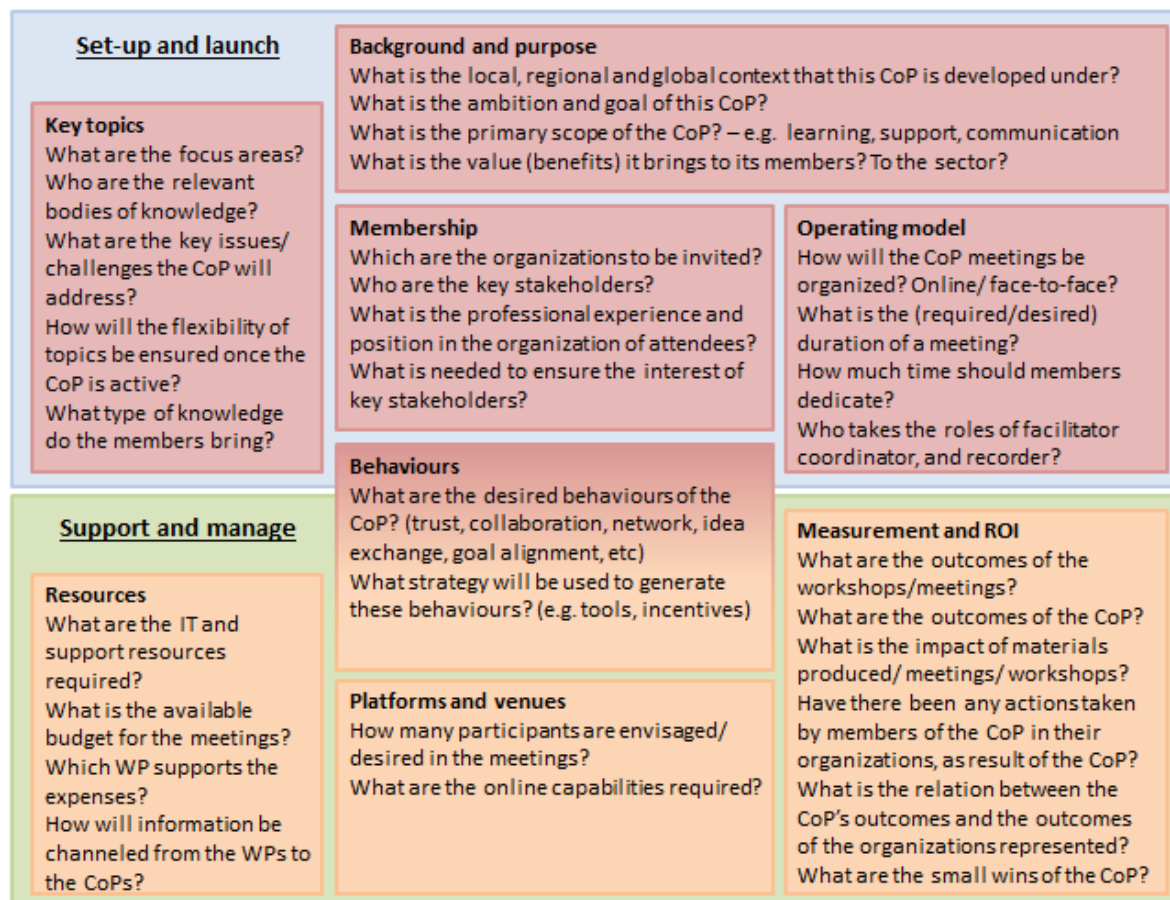 Set-up and launch
Key topics
What are the focus areas?
Who are the relevant
bodies of knowledge?
What are the key issues/
challenges the CoP will
address?
How will the flexibility of
topics be ensured once the
CoP is active?
What type of knowledge
do the members bring?
Background and purpose
What is the local, regional and global context that this CoP is developed under?
What is the ambition and goal of this CoP?
What is the primary scope of the CoP? – e.g. learning, support, communication
What is the value (benefits) it brings to its members? To the sector?
Membership
Which are the organizations to be invited?
Who are the key stakeholders?
What is the professional experience and
position in the organization of attendees?
What is needed to ensure the interest of
key stakeholders?
Operating model
How will the CoP meetings be
organized? Online/ face-to-face?
What is the (required/desired)
duration of a meeting?
How much time should members
dedicate?
Who takes the roles of facilitator
coordinator, and recorder?
Behaviours
What are the desired behaviours of the
CoP? (trust, collaboration, network, idea
exchange, goal alignment, etc)
What strategy will be used to generate
these behaviours? (e.g. tools, incentives)
Support and manage
Resources
What are the IT and
support resources
required?
What is the available
budget for the meetings?
Which WP supports the
expenses?
How will information be
channeled from the WPs to
the CoPs?
Platforms and venues
How many participants are envisaged/
desired in the meetings?
What are the online capabilities required?
Measurement and ROI
What are the outcomes of the
workshops/meetings?
What are the outcomes of the CoP?
What is the impact of materials
produced/ meetings/ workshops?
Have there been any actions taken
by members of the CoP in their
organizations, as result of the CoP?
What is the relation between the
CoP's outcomes and the outcomes
of the organizations represented?
What are the small wins of the CoP?